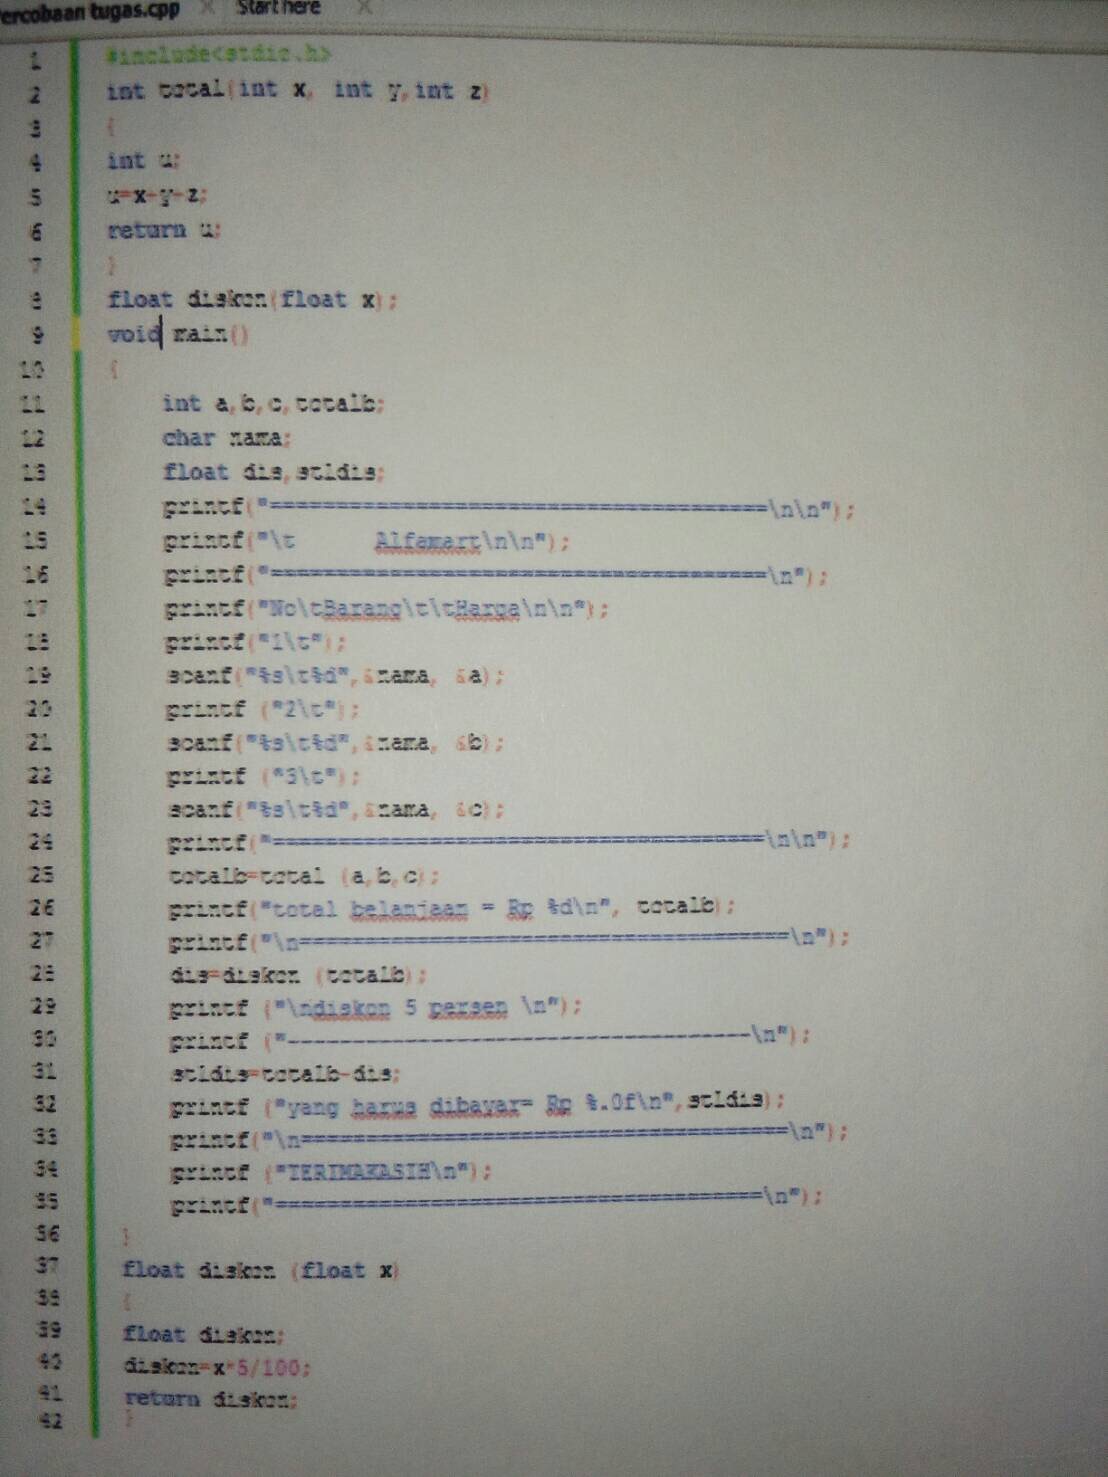 Percobaan tugas.cpp × Start here ×
1 #include<stdio.h>
2 int total(int x, int y,int z)
3 {
4 int u;
5 u=x+y+z;
6 return u;
7 }
8 float diskon(float x);
9 void main()
10 {
11 int a,b,c,totalb;
12 char nama;
13 float dis,stldis;
14 printf("======================================\n\n");
15 printf("\t Alfamart\n\n");
16 printf("======================================\n");
17 printf("No\tBarang\t\tHarga\n\n");
18 printf("1\t");
19 scanf("%s\t%d",&nama, &a);
20 printf ("2\t");
21 scanf("%s\t%d",&nama, &b);
22 printf ("3\t");
23 scanf("%s\t%d",&nama, &c);
24 printf("======================================\n\n");
25 totalb=total (a,b,c);
26 printf("total belanjaan = Rp %d\n", totalb);
27 printf("\n======================================\n");
28 dis=diskon (totalb);
29 printf ("\ndiskon 5 persen \n");
30 printf ("------------------------------------\n");
31 stldis=totalb-dis;
32 printf ("yang harus dibayar= Rp %.0f\n",stldis);
33 printf("\n======================================\n");
34 printf ("TERIMAKASIH\n");
35 printf("======================================\n");
36 }
37 float diskon (float x)
38 {
39 float diskon;
40 diskon=x*5/100;
41 return diskon;
42 }